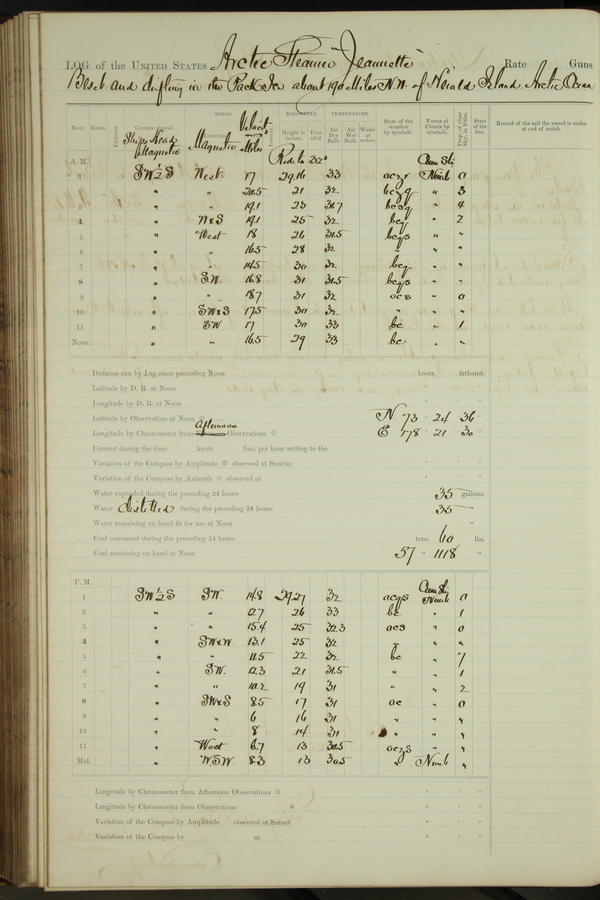 LOG of the UNITED STATES Arctic Steamer "Jeannette" Rate Guns
Beset and drifting in the Pack Ice about 190 Miles N.W. of Herald Island Arctic Ocean
WINDS. BAROMETER. TEMPERATURE.
Hour. Knots. Fathoms. Courses steered. Ships Head Magnetic Direction Magnetic Velocity Miles Height in inches. Ther. att'd Air Dry Bulb. Air Wet Bulb. Water at surface. State of the weather by symbols. Forms of Clouds by symbols. Prop. of clear Sky, in 10ths. State of the Sea. Record of the sail the vessel is under at end of watch.
A. M. Red. to 32° Cum Sti
1 SW½S West 17 29.16 33 aczr Nimb 0
2 " " 20.5 21 32 bczq " 3
3 " " 19.1 23 31.7 bcsq " 4
4 " WxS 19.1 25 32 bcq " 2
5 " West 18 26 31.5 bcqs " "
6 " " 16.5 28 32 " " "
7 " " 14.5 30 32 bcq " "
8 " SW. 16.8 31 31.5 bcqs " "
9 " " 18.7 31 32 ocs " 0
10 " SWxS 17.5 30 32 " " "
11 " SW 17 30 33 bc " 1
Noon. " " 16.5 29 33 bc " "
Distance run by Log since preceding Noon knots, fathoms.
Latitude by D. R. at Noon
Longitude by D. R. at Noon
Latitude by Observation at Noon N 73 24 36
Longitude by Chronometer from Afternoon Observations E 178 21 30
Current during the time knots fms. per hour setting to the
Variation of the Compass by Amplitude observed at Sunrise
Variation of the Compass by Azimuth observed at
Water expended during the preceding 24 hours 35 gallons.
Water distilled during the preceding 24 hours 35 "
Water remaining on hand fit for use at Noon "
Coal consumed during the preceding 24 hours tons. 60 lbs.
Coal remaining on hand at Noon 57 " 1118 "
P. M. Cum Sti
1 SW½S SW. 14.8 29.27 32 acqs Nimb 0
2 " " 12.7 26 33 bc " 1
3 " " 15.4 25 32.3 acs " 0
4 " SWxW. 13.1 25 32 " " "
5 " " 11.5 22 32 bc " 7
6 " SW. 12.3 21 31.5 " " 1
7 " " 10.2 19 31 " " 2
8 " SWxS 8.5 17 31 ac " 0
9 " " 6 16 31 " " "
10 " " 8 14 31 " " "
11 " West 6.7 13 30.5 aczs " "
Mid. " WSW. 8.3 13 30.5 " Nimb "
Longitude by Chronometer from Afternoon Observations
Longitude by Chronometer from Observations
Variation of the Compass by Amplitude observed at Sunset
Variation of the Compass by at